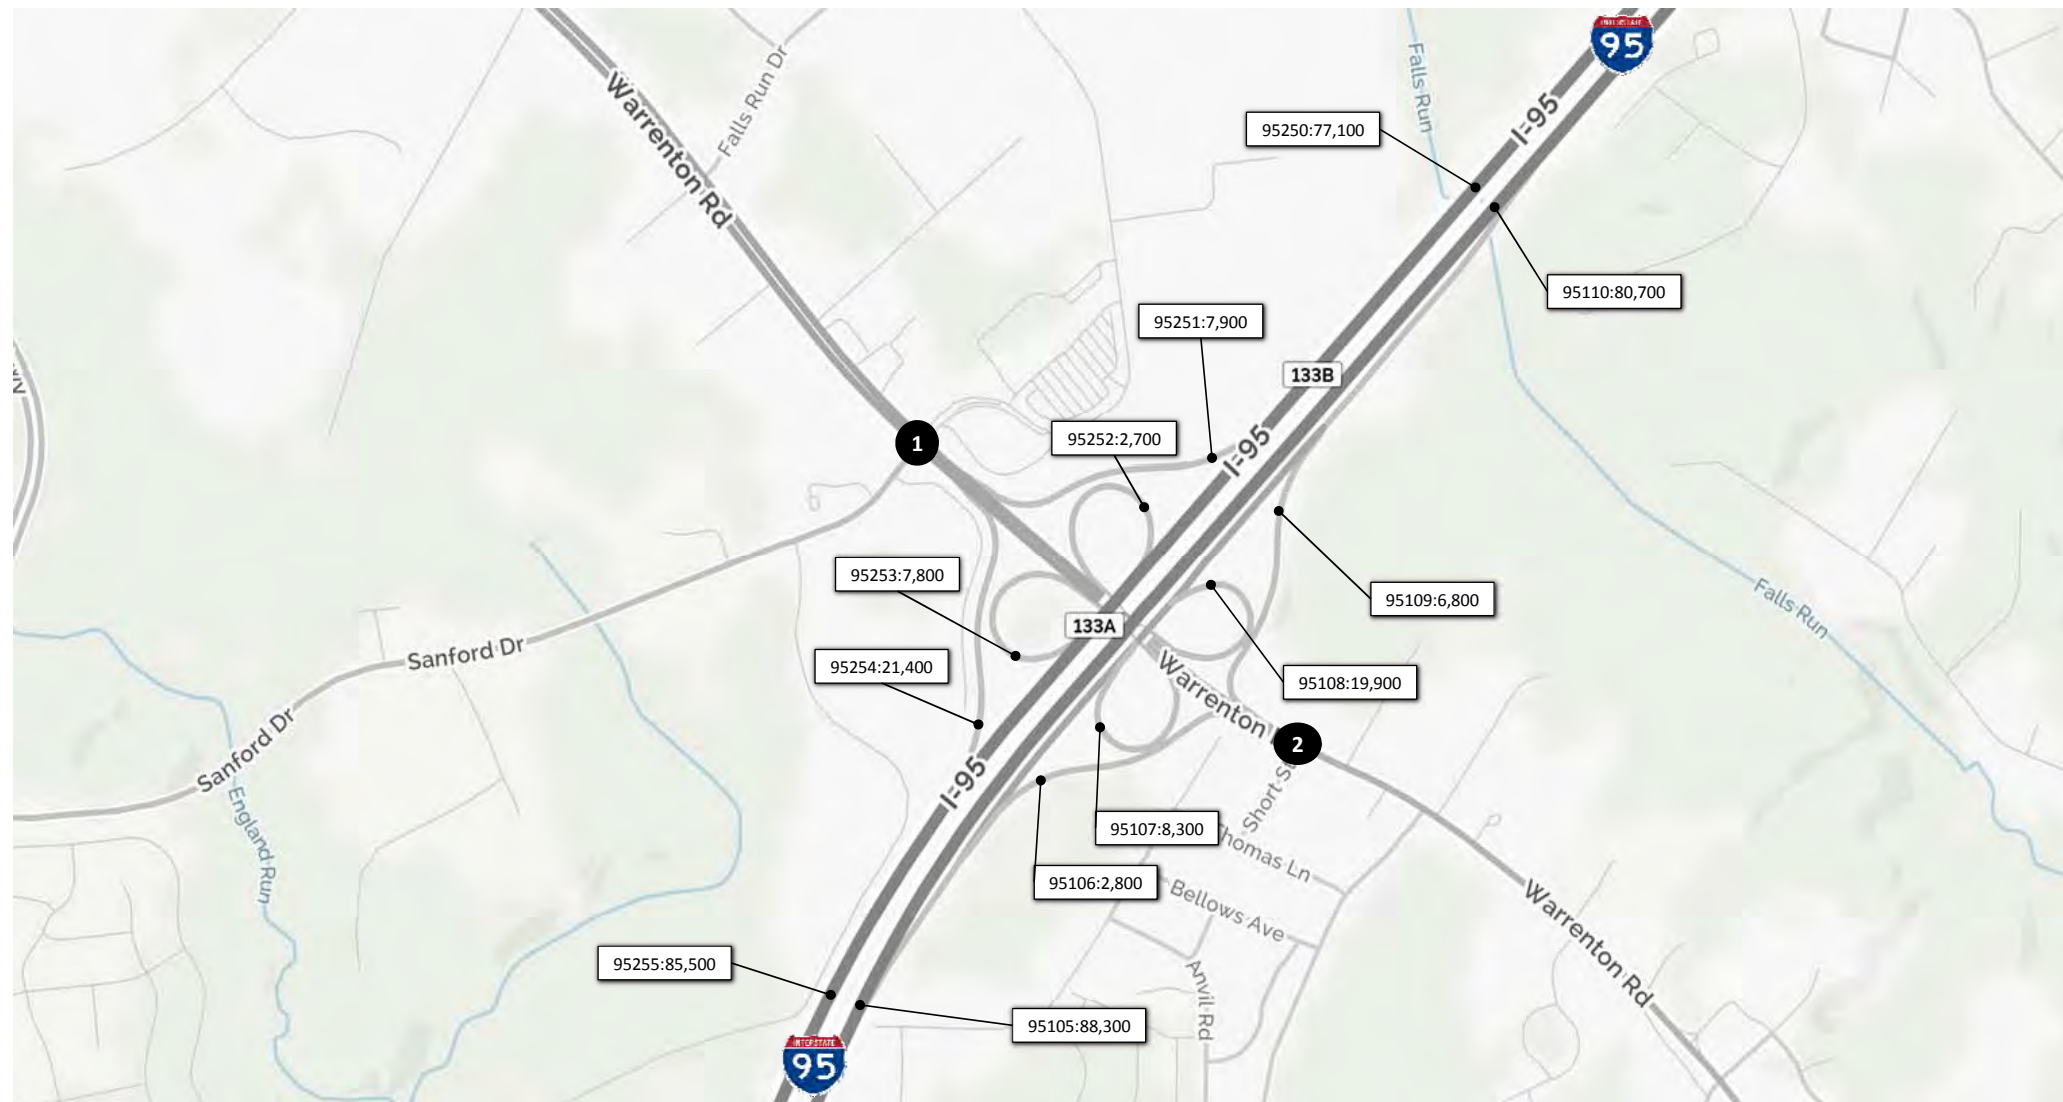 INTERSTATE
95
Falls Run Dr
Falls Run
Warrenton Rd
I-95
95250:77,100
95110:80,700
95251:7,900
133B
95252:2,700
1
I-95
95253:7,800
95109:6,800
Falls Run
133A
Sanford Dr
95254:21,400
95108:19,900
Warrenton
2
Sanford Dr
I-95
Short St
England Run
95107:8,300
Thomas Ln
95106:2,800
Bellows Ave
Warrenton Rd
95255:85,500
Anvil Rd
95105:88,300
INTERSTATE
95